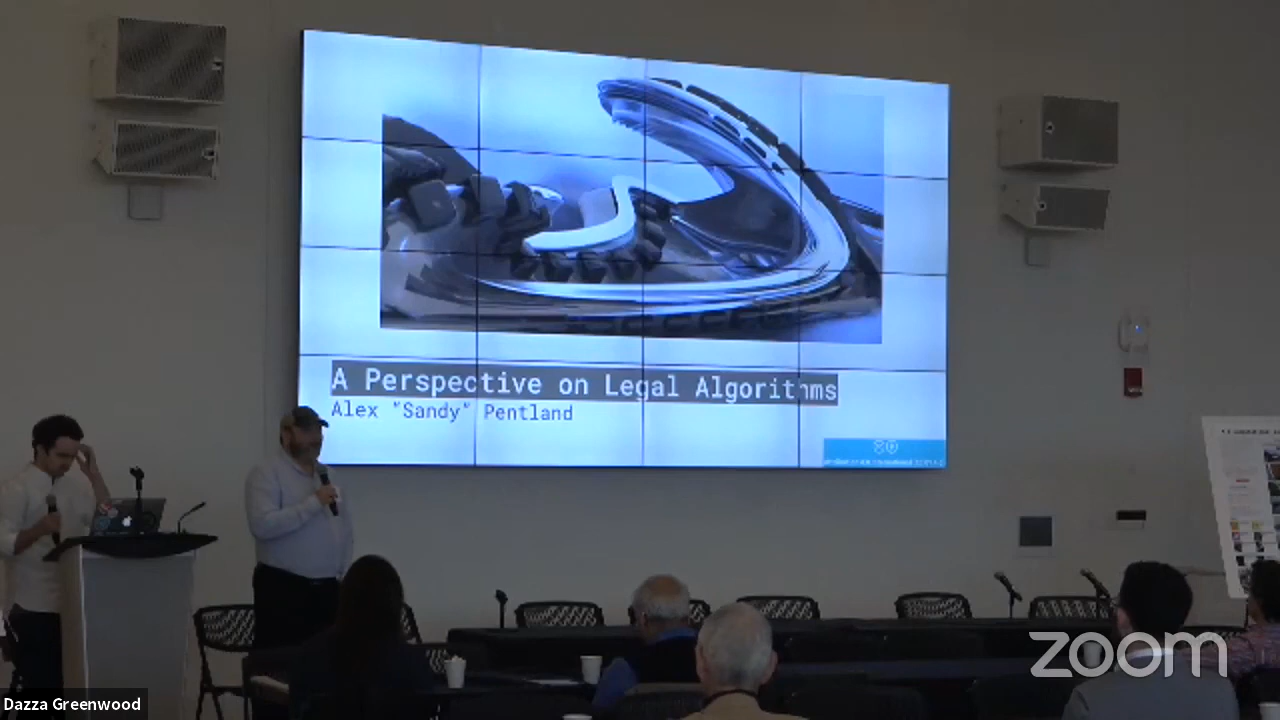 A Perspective on Legal Algorithms
Alex "Sandy" Pentland
zoom
Dazza Greenwood